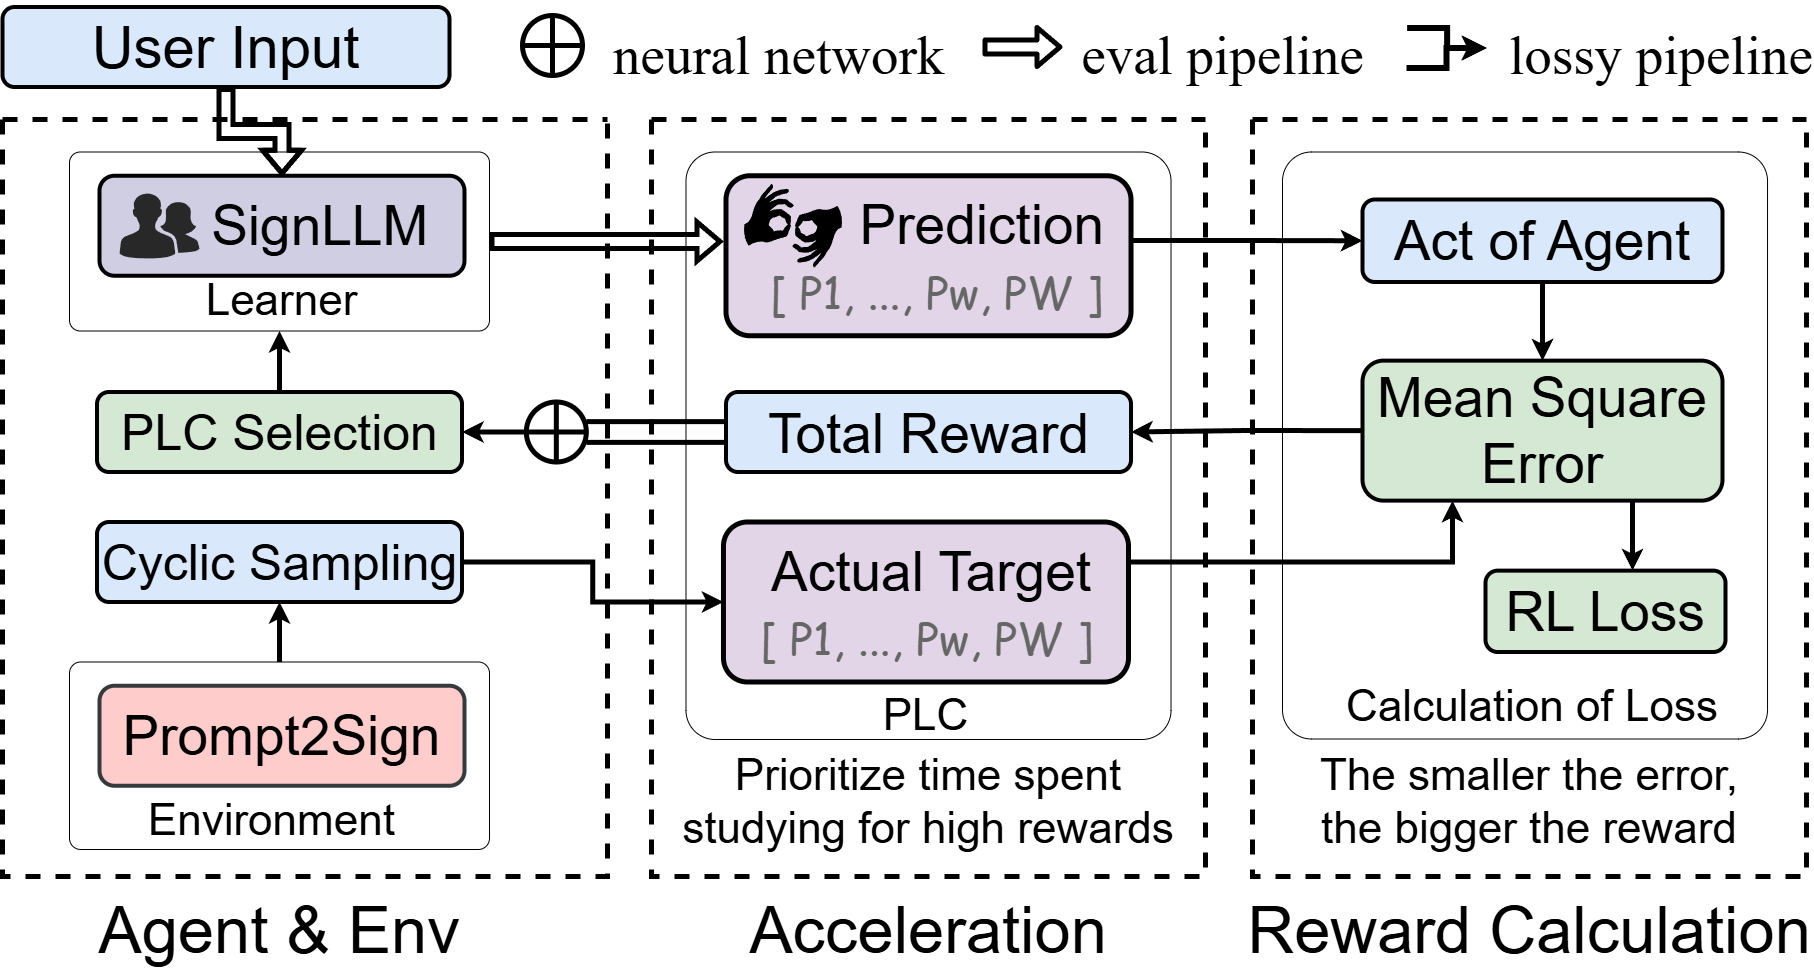 User Input
neural network
eval pipeline
lossy pipeline
SignLLM
Learner
PLC Selection
Cyclic Sampling
Prompt2Sign
Environment
Agent & Env
Prediction
[ P1, ..., Pw, PW ]
Total Reward
Actual Target
[ P1, ..., Pw, PW ]
PLC
Prioritize time spent
studying for high rewards
Acceleration
Act of Agent
Mean Square
Error
RL Loss
Calculation of Loss
The smaller the error,
the bigger the reward
Reward Calculation